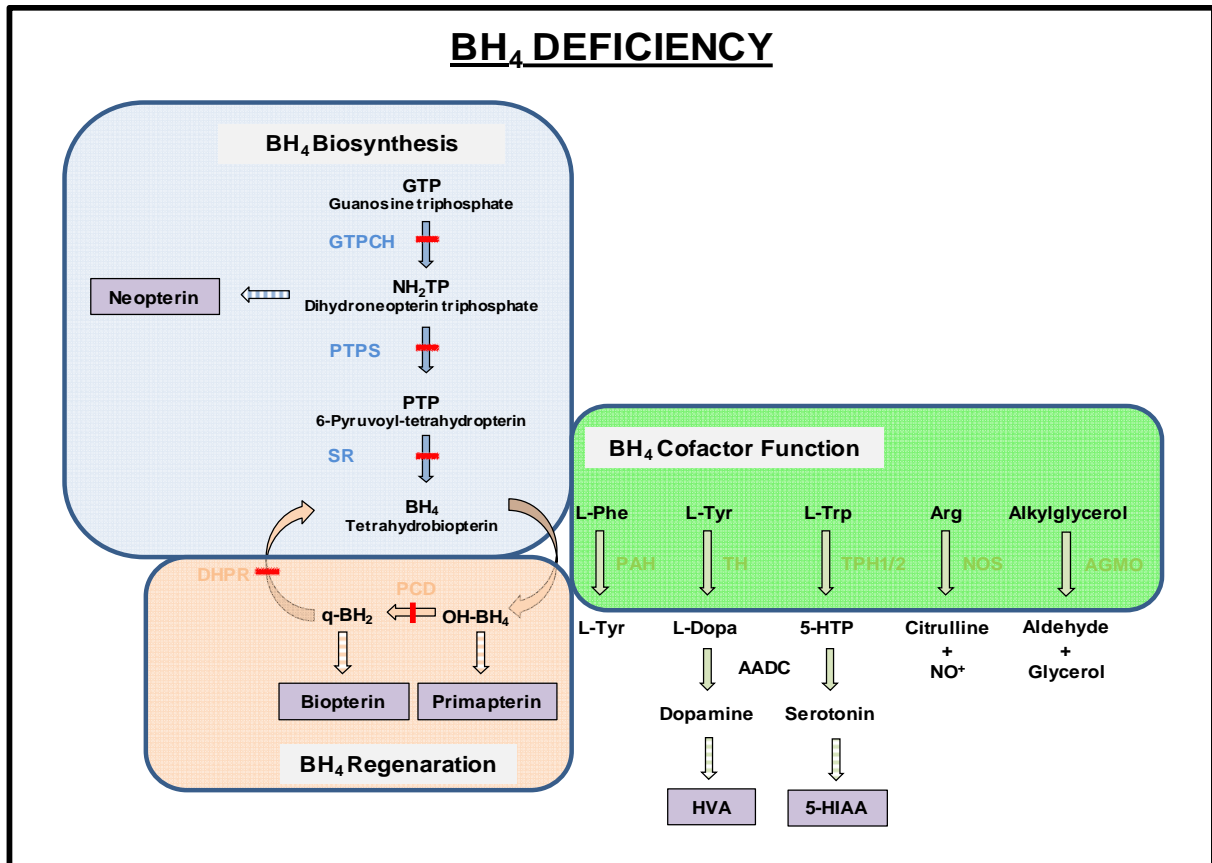 BH₄ DEFICIENCY
BH₄ Biosynthesis
GTP
Guanosine triphosphate
GTPCH
NH₂TP
Dihydroneopterin triphosphate
Neopterin
PTPS
PTP
6-Pyruvoyl-tetrahydropterin
SR
BH₄
Tetrahydrobiopterin
DHPR
PCD
q-BH₂
OH-BH₄
Biopterin
Primapterin
BH₄ Regenaration
BH₄ Cofactor Function
L-Phe
L-Tyr
L-Trp
Arg
Alkylglycerol
PAH
TH
TPH1/2
NOS
AGMO
L-Tyr
L-Dopa
5-HTP
Citrulline
+
NO⁺
Aldehyde
+
Glycerol
AADC
Dopamine
Serotonin
HVA
5-HIAA